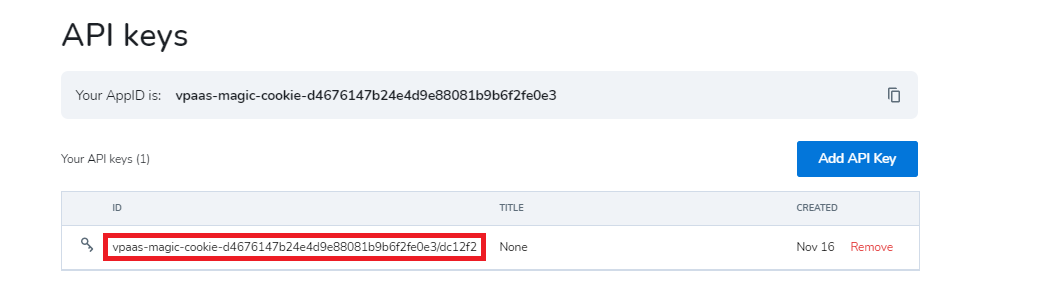 API keys
Your AppID is: vpaas-magic-cookie-d4676147b24e4d9e88081b9b6f2fe0e3
Your API keys (1)
Add API Key
ID TITLE CREATED
vpaas-magic-cookie-d4676147b24e4d9e88081b9b6f2fe0e3/dc12f2 None Nov 16 Remove